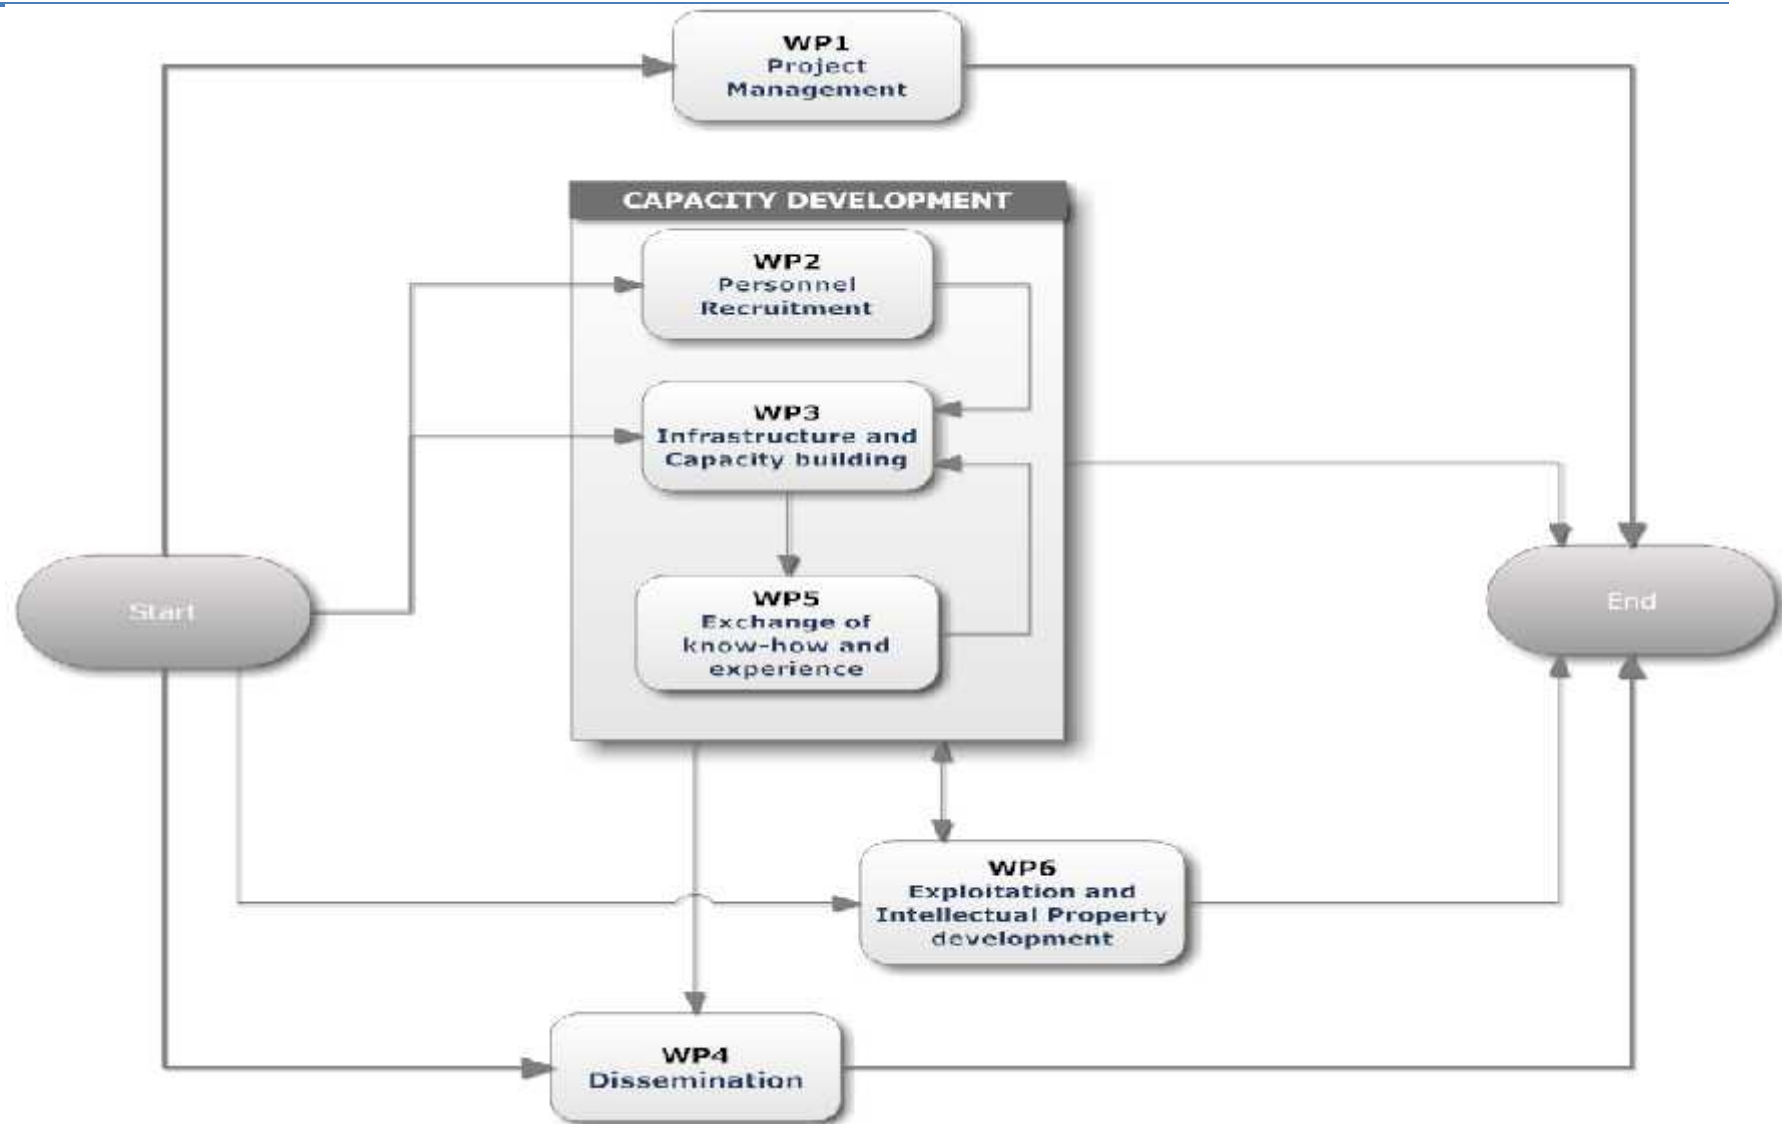 WP1
Project
Management
CAPACITY DEVELOPMENT
WP2
Personnel
Recruitment
WP3
Infrastructure and
Capacity building
Start
End
WP5
Exchange of
know-how and
experience
WP6
Exploitation and
Intellectual Property
development
WP4
Dissemination